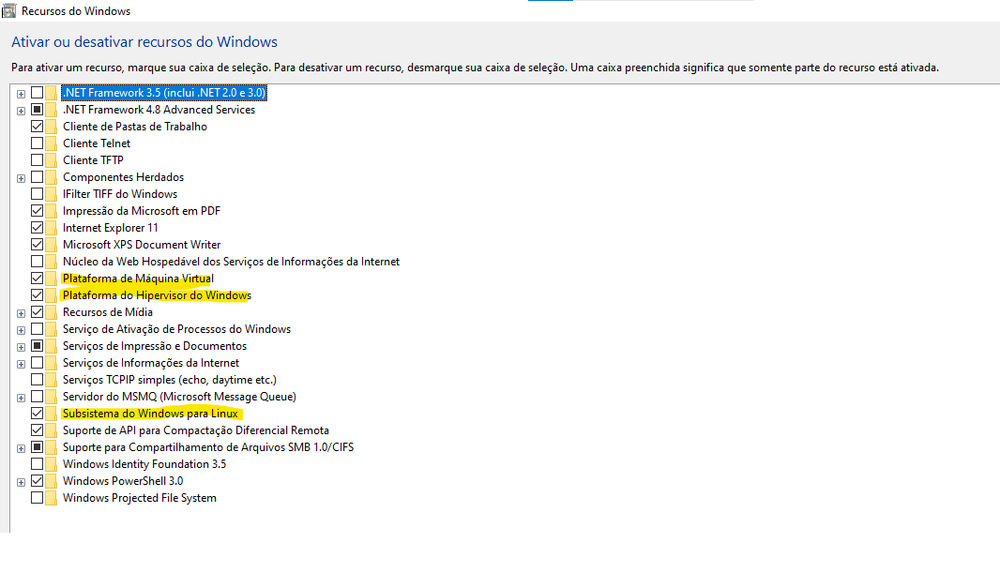 Recursos do Windows
Ativar ou desativar recursos do Windows
Para ativar um recurso, marque sua caixa de seleção. Para desativar um recurso, desmarque sua caixa de seleção. Uma caixa preenchida significa que somente parte do recurso está ativada.
.NET Framework 3.5 (inclui .NET 2.0 e 3.0)
.NET Framework 4.8 Advanced Services
Cliente de Pastas de Trabalho
Cliente Telnet
Cliente TFTP
Componentes Herdados
IFilter TIFF do Windows
Impressão da Microsoft em PDF
Internet Explorer 11
Microsoft XPS Document Writer
Núcleo da Web Hospedável dos Serviços de Informações da Internet
Plataforma de Máquina Virtual
Plataforma do Hipervisor do Windows
Recursos de Mídia
Serviço de Ativação de Processos do Windows
Serviços de Impressão e Documentos
Serviços de Informações da Internet
Serviços TCPIP simples (echo, daytime etc.)
Servidor do MSMQ (Microsoft Message Queue)
Subsistema do Windows para Linux
Suporte de API para Compactação Diferencial Remota
Suporte para Compartilhamento de Arquivos SMB 1.0/CIFS
Windows Identity Foundation 3.5
Windows PowerShell 3.0
Windows Projected File System